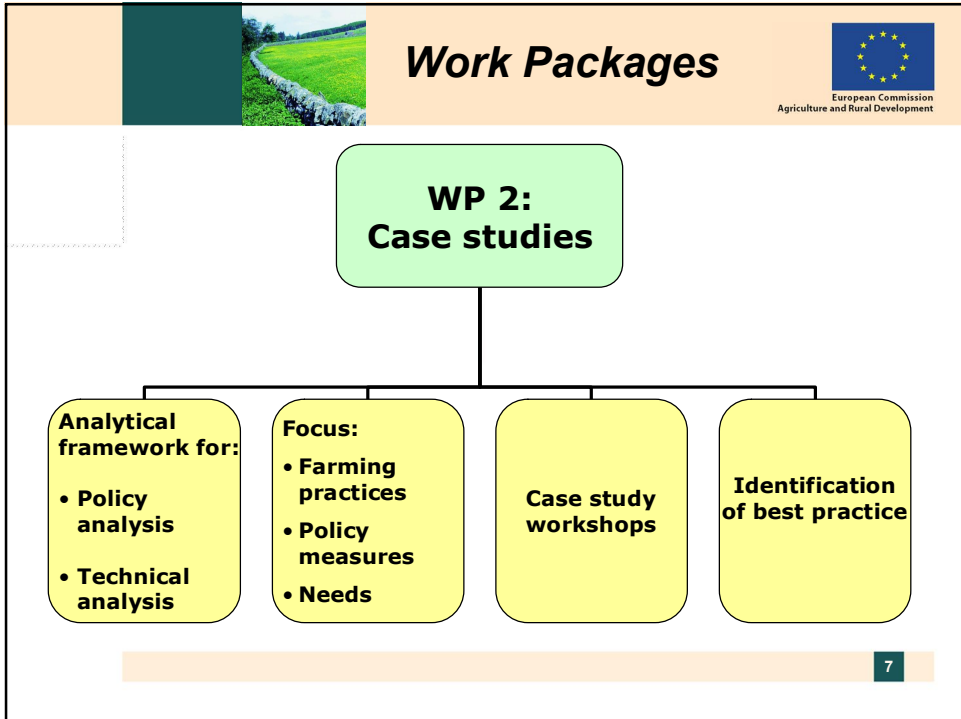 Work Packages
European Commission
Agriculture and Rural Development
WP 2:
Case studies
Analytical
framework for:
• Policy
analysis
• Technical
analysis
Focus:
• Farming
practices
• Policy
measures
• Needs
Case study
workshops
Identification
of best practice
7